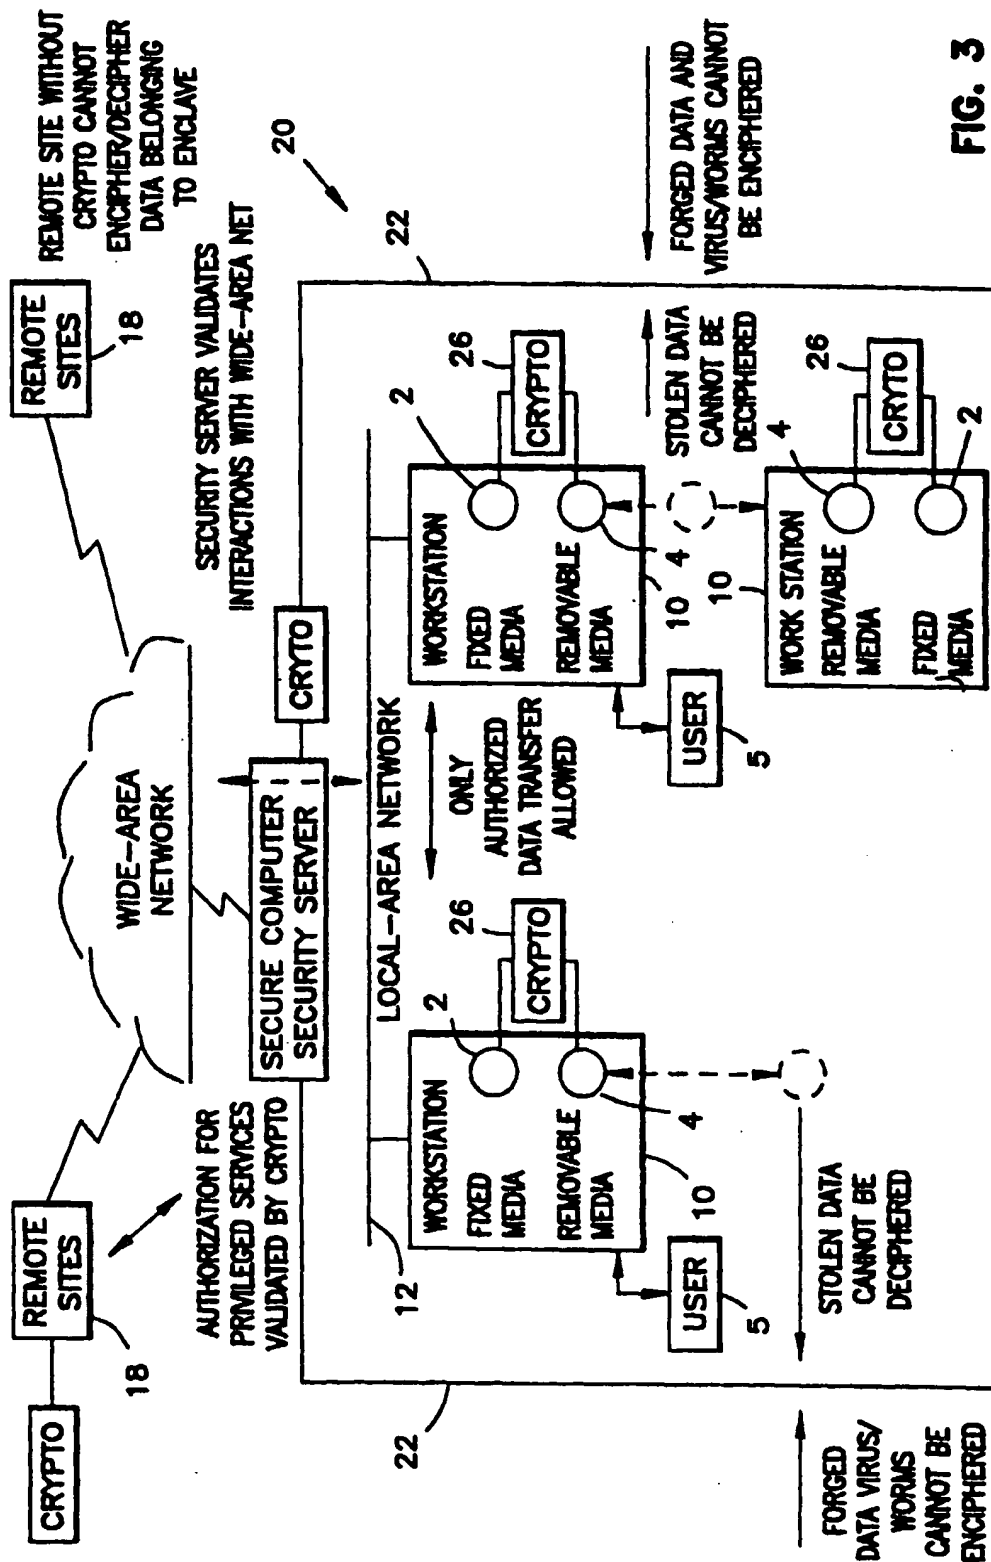 CRYPTO
REMOTE
SITES
18
WIDE-AREA
NETWORK
REMOTE
SITES
18
REMOTE SITE WITHOUT
CRYPTO CANNOT
ENCIPHER/DECIPHER
DATA BELONGING
TO ENCLAVE
AUTHORIZATION FOR
PRIVILEGED SERVICES
VALIDATED BY CRYPTO
SECURE COMPUTER
SECURITY SERVER
CRYTO
SECURITY SERVER VALIDATES
INTERACTIONS WITH WIDE-AREA NET
20
22
22
12
LOCAL-AREA NETWORK
WORKSTATION
FIXED
MEDIA
REMOVABLE
MEDIA
2
4
26
CRYPTO
10
USER
5
ONLY
AUTHORIZED
DATA TRANSFER
ALLOWED
WORKSTATION
FIXED
MEDIA
REMOVABLE
MEDIA
2
4
26
CRYPTO
10
USER
5
STOLEN DATA
CANNOT BE
DECIPHERED
FORGED DATA AND
VIRUS/WORMS CANNOT
BE ENCIPHERED
10
WORK STATION
REMOVABLE
MEDIA
FIXED
MEDIA
4
2
26
CRYTO
STOLEN DATA
CANNOT BE
DECIPHERED
FORGED
DATA VIRUS/
WORMS
CANNOT BE
ENCIPHERED
FIG. 3